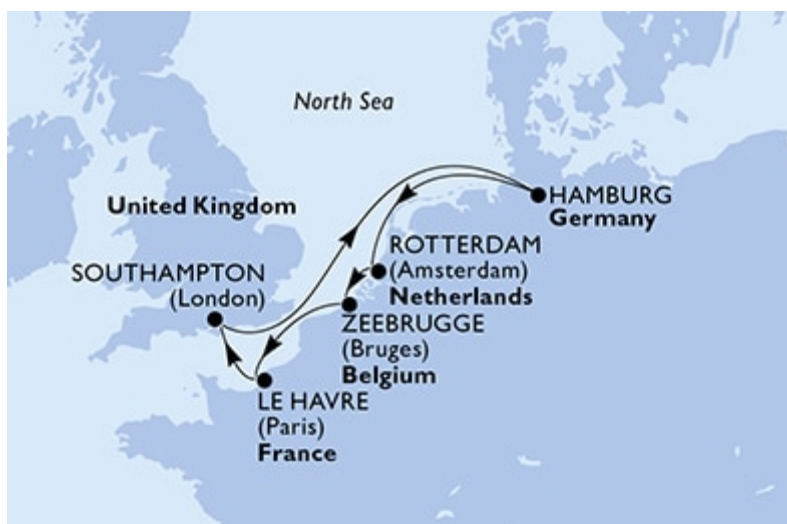 North Sea
United Kingdom
HAMBURG
Germany
ROTTERDAM
(Amsterdam)
Netherlands
SOUTHAMPTON
(London)
ZEEBRUGGE
(Bruges)
Belgium
LE HAVRE
(Paris)
France